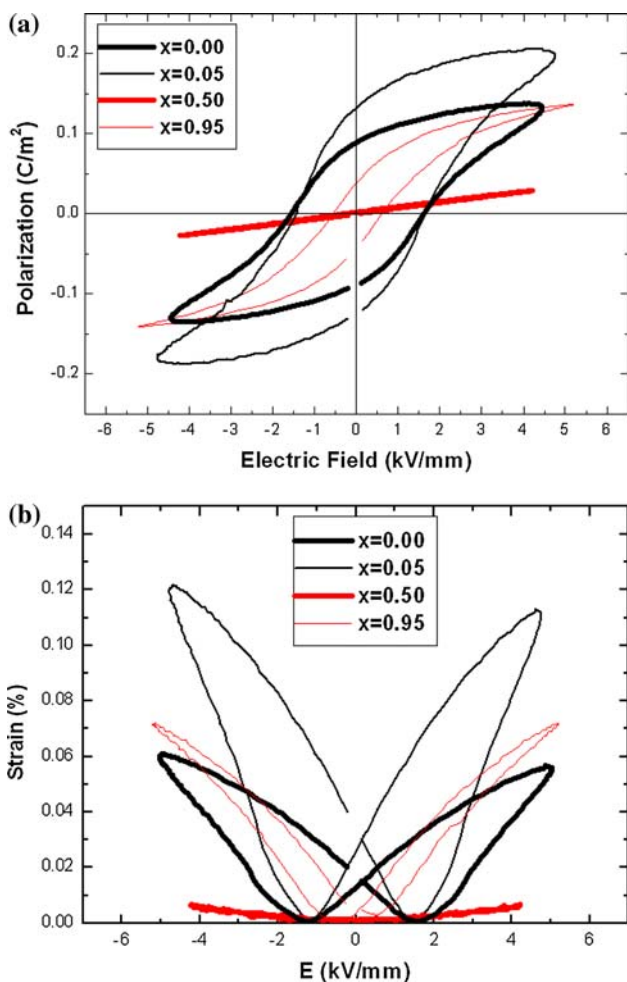 (a)
x=0.00
x=0.05
x=0.50
x=0.95
Polarization (C/m²)
0.2
0.1
0.0
-0.1
-0.2
-6 -5 -4 -3 -2 -1 0 1 2 3 4 5 6
Electric Field (kV/mm)
(b)
x=0.00
x=0.05
x=0.50
x=0.95
Strain (%)
0.14
0.12
0.10
0.08
0.06
0.04
0.02
0.00
-6 -4 -2 0 2 4 6
E (kV/mm)